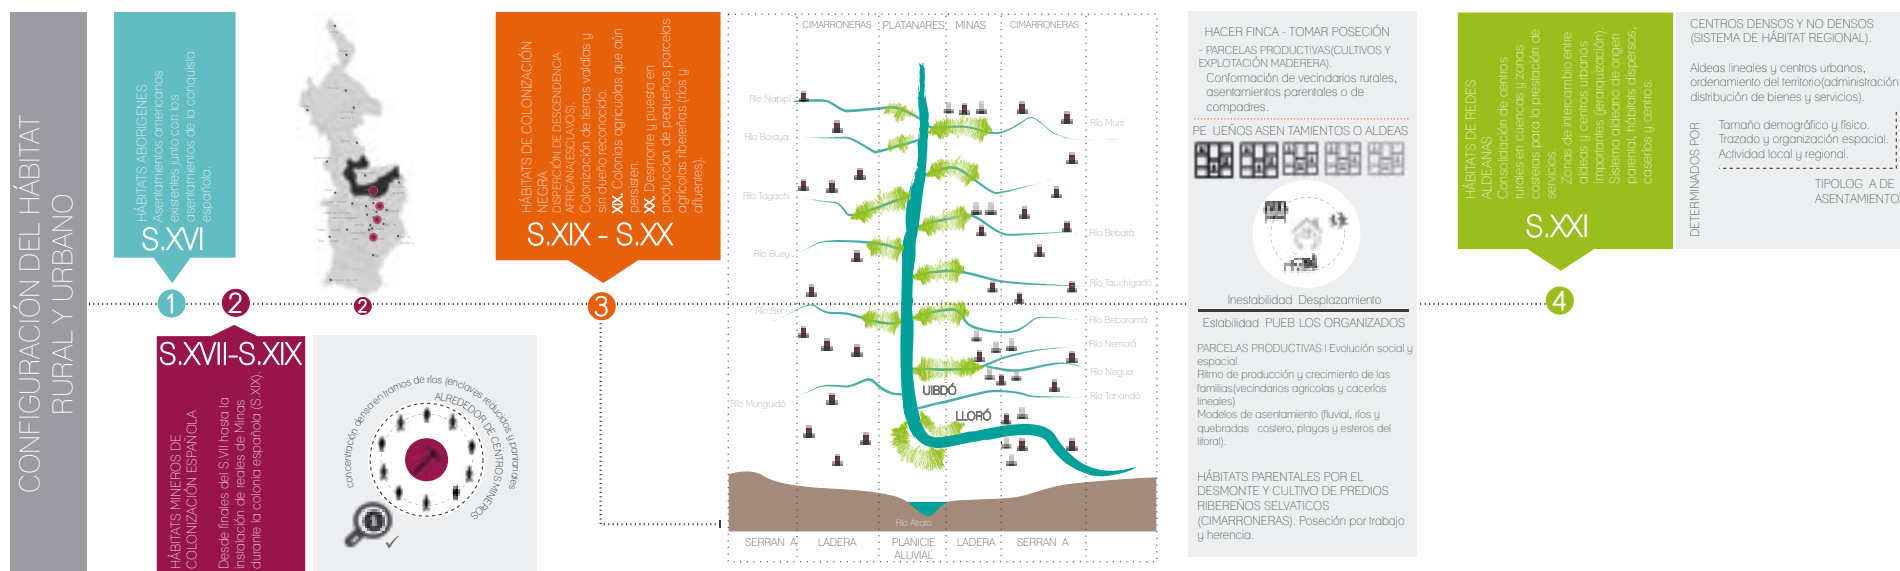 CONFIGURACIÓN DEL HÁBITAT
RURAL Y URBANO
HÁBITATS ABORIGENES
Asentamientos americanos
existentes junto con los
asentamientos de la conquista
española.
S.XVI
1
2
2
S.XVII-S.XIX
HÁBITATS MINEROS DE
COLONIZACIÓN ESPAÑOLA
Desde finales del S.VII hasta la
instalación de reales de Minas
durante la colonia española (S.XIX).
concentración densa en tramos de ríos (enclaves reducidos y pantanales
ALREDEDOR DE CENTROS MINEROS
HÁBITATS DE COLONIZACIÓN
NEGRA
DISPERCIÓN DE DESCENDENCIA
AFRICANA(ESCLAVOS).
Colonización de tierras valdías y
sin dueño reconocido.
XIX. Colonias agrícuolas que aún
persisten.
XX. Desmonte y puesta en
produccion de pequeñas parcelas
agrícolas ribereñas (ríos y
afluentes).
S.XIX - S.XX
3
CIMARRONERAS
PLATANARES
MINAS
CIMARRONERAS
Río Napipí
Río Bojaya
Río Tagachi
Río Buey
Río Bet
Río Munguidó
Río Murri
Río Bebará
Río Tauchigadó
Río Bebaramá
Río Nemotá
Río Negua
Río Tanandó
UIBDÓ
LLORÓ
Río Atrato
SERRAN A
LADERA
PLANICIE
ALUVIAL
LADERA
SERRAN A
HACER FINCA - TOMAR POSECIÓN
- PARCELAS PRODUCTIVAS(CULTIVOS Y
EXPLOTACIÓN MADERERA).
Conformación de vecindarios rurales,
asentamientos parentales o de
compadres.
PE UEÑOS ASEN TAMIENTOS O ALDEAS
Inestabilidad Desplazamiento
Estabilidad PUEB LOS ORGANIZADOS
PARCELAS PRODUCTIVAS | Evolución social y
espacial.
Ritmo de producción y crecimiento de las
familias(vecindarios agrícolas y caceríos
lineales)
Modelos de asentamiento (fluvial, ríos y
quebradas costero, playas y esteros del
litoral).
HÁBITATS PARENTALES POR EL
DESMONTE Y CULTIVO DE PREDIOS
RIBEREÑOS SELVATICOS
(CIMARRONERAS). Poseción por trabajo
y herencia.
HÁBITATS DE REDES
ALDEANAS
Consolidación de centros
rurales en cuencas y zonas
costeras para la prestación de
servicios.
Zonas de intercambio entre
aldeas y centros urbanos
importantes (jerarquización).
Sistema aldeano de origen
parental, hábitats dispersos,
caseríos y centros.
S.XXI
4
CENTROS DENSOS Y NO DENSOS
(SISTEMA DE HÁBITAT REGIONAL).
Aldeas lineales y centros urbanos,
ordenamiento del territorio(administración
distribución de bienes y servicios).
DETERMINADOS POR
Tamaño demográfico y físico.
Trazado y organización espacial.
Actividad local y regional.
TIPOLOG A DE
ASENTAMIENTO